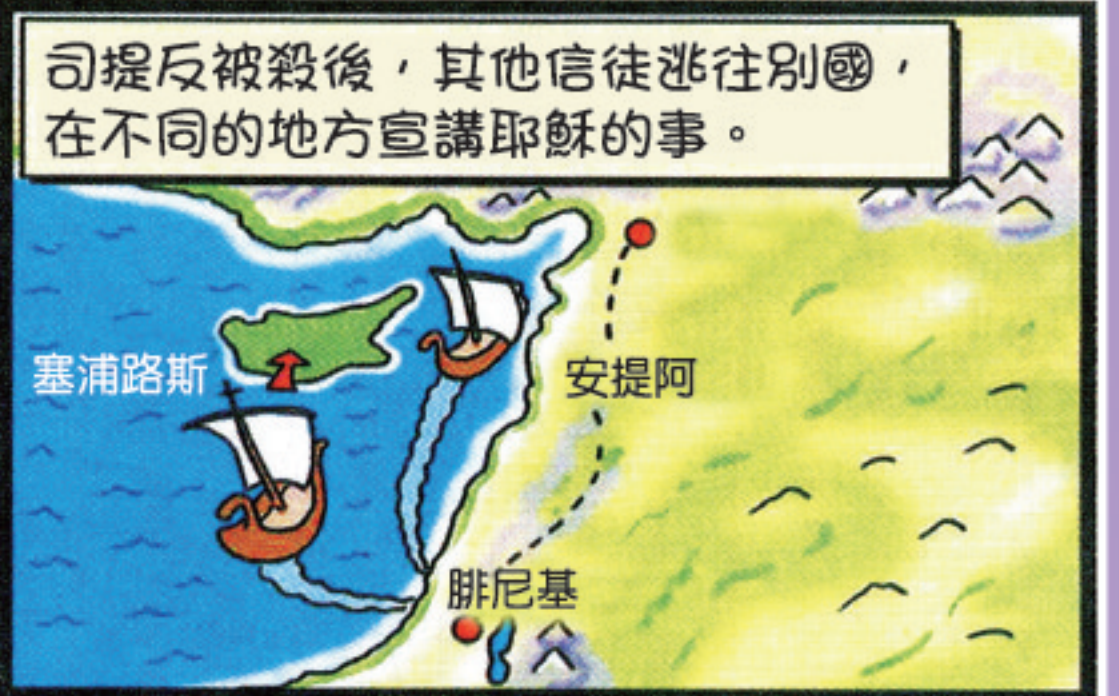 司提反被殺後，其他信徒逃往別國，
在不同的地方宣講耶穌的事。
塞浦路斯
安提阿
腓尼基